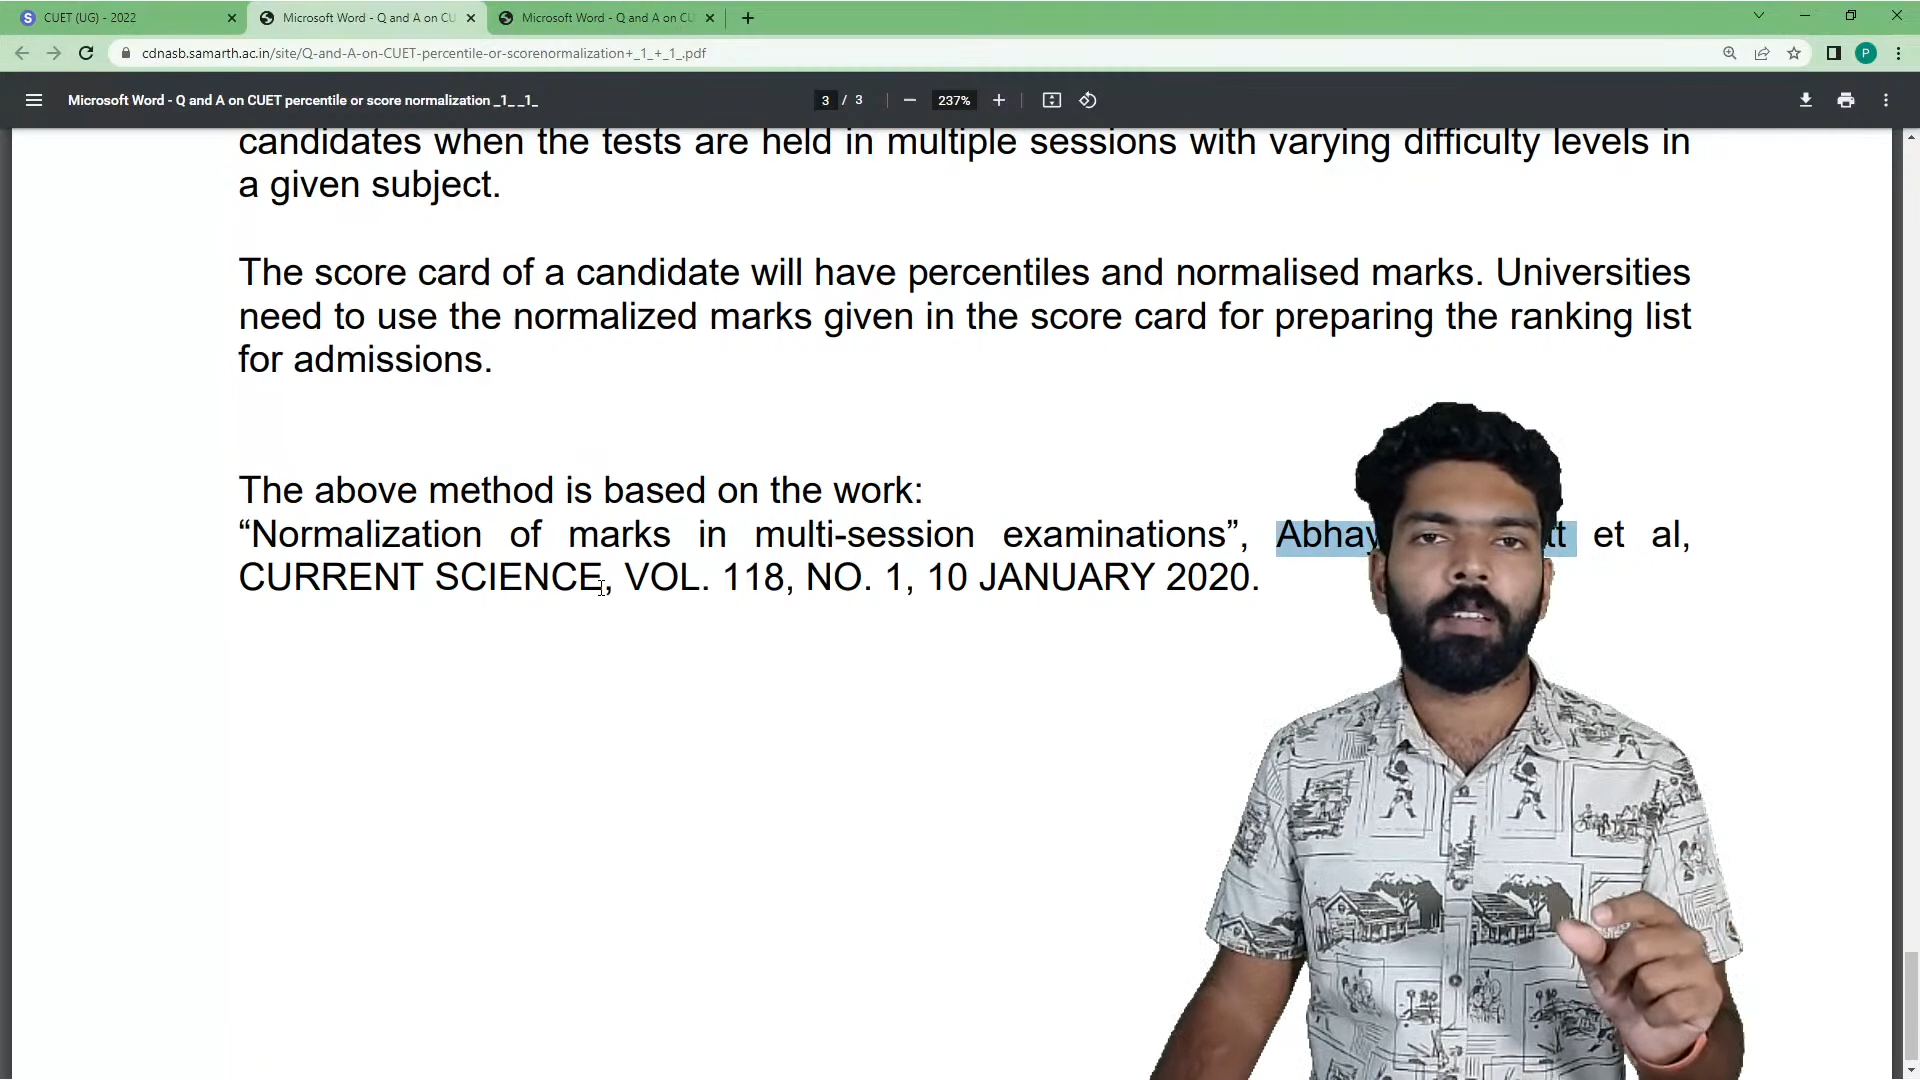 CUET (UG) - 2022
Microsoft Word - Q and A on CU
Microsoft Word - Q and A on CU
cdnasb.samarth.ac.in/site/Q-and-A-on-CUET-percentile-or-scorenormalization+_1_+_1_.pdf
P
Microsoft Word - Q and A on CUET percentile or score normalization _1_ _1_
3 / 3
237%
candidates when the tests are held in multiple sessions with varying difficulty levels in
a given subject.
The score card of a candidate will have percentiles and normalised marks. Universities
need to use the normalized marks given in the score card for preparing the ranking list
for admissions.
The above method is based on the work:
“Normalization of marks in multi-session examinations”, Abhay et al,
CURRENT SCIENCE, VOL. 118, NO. 1, 10 JANUARY 2020.